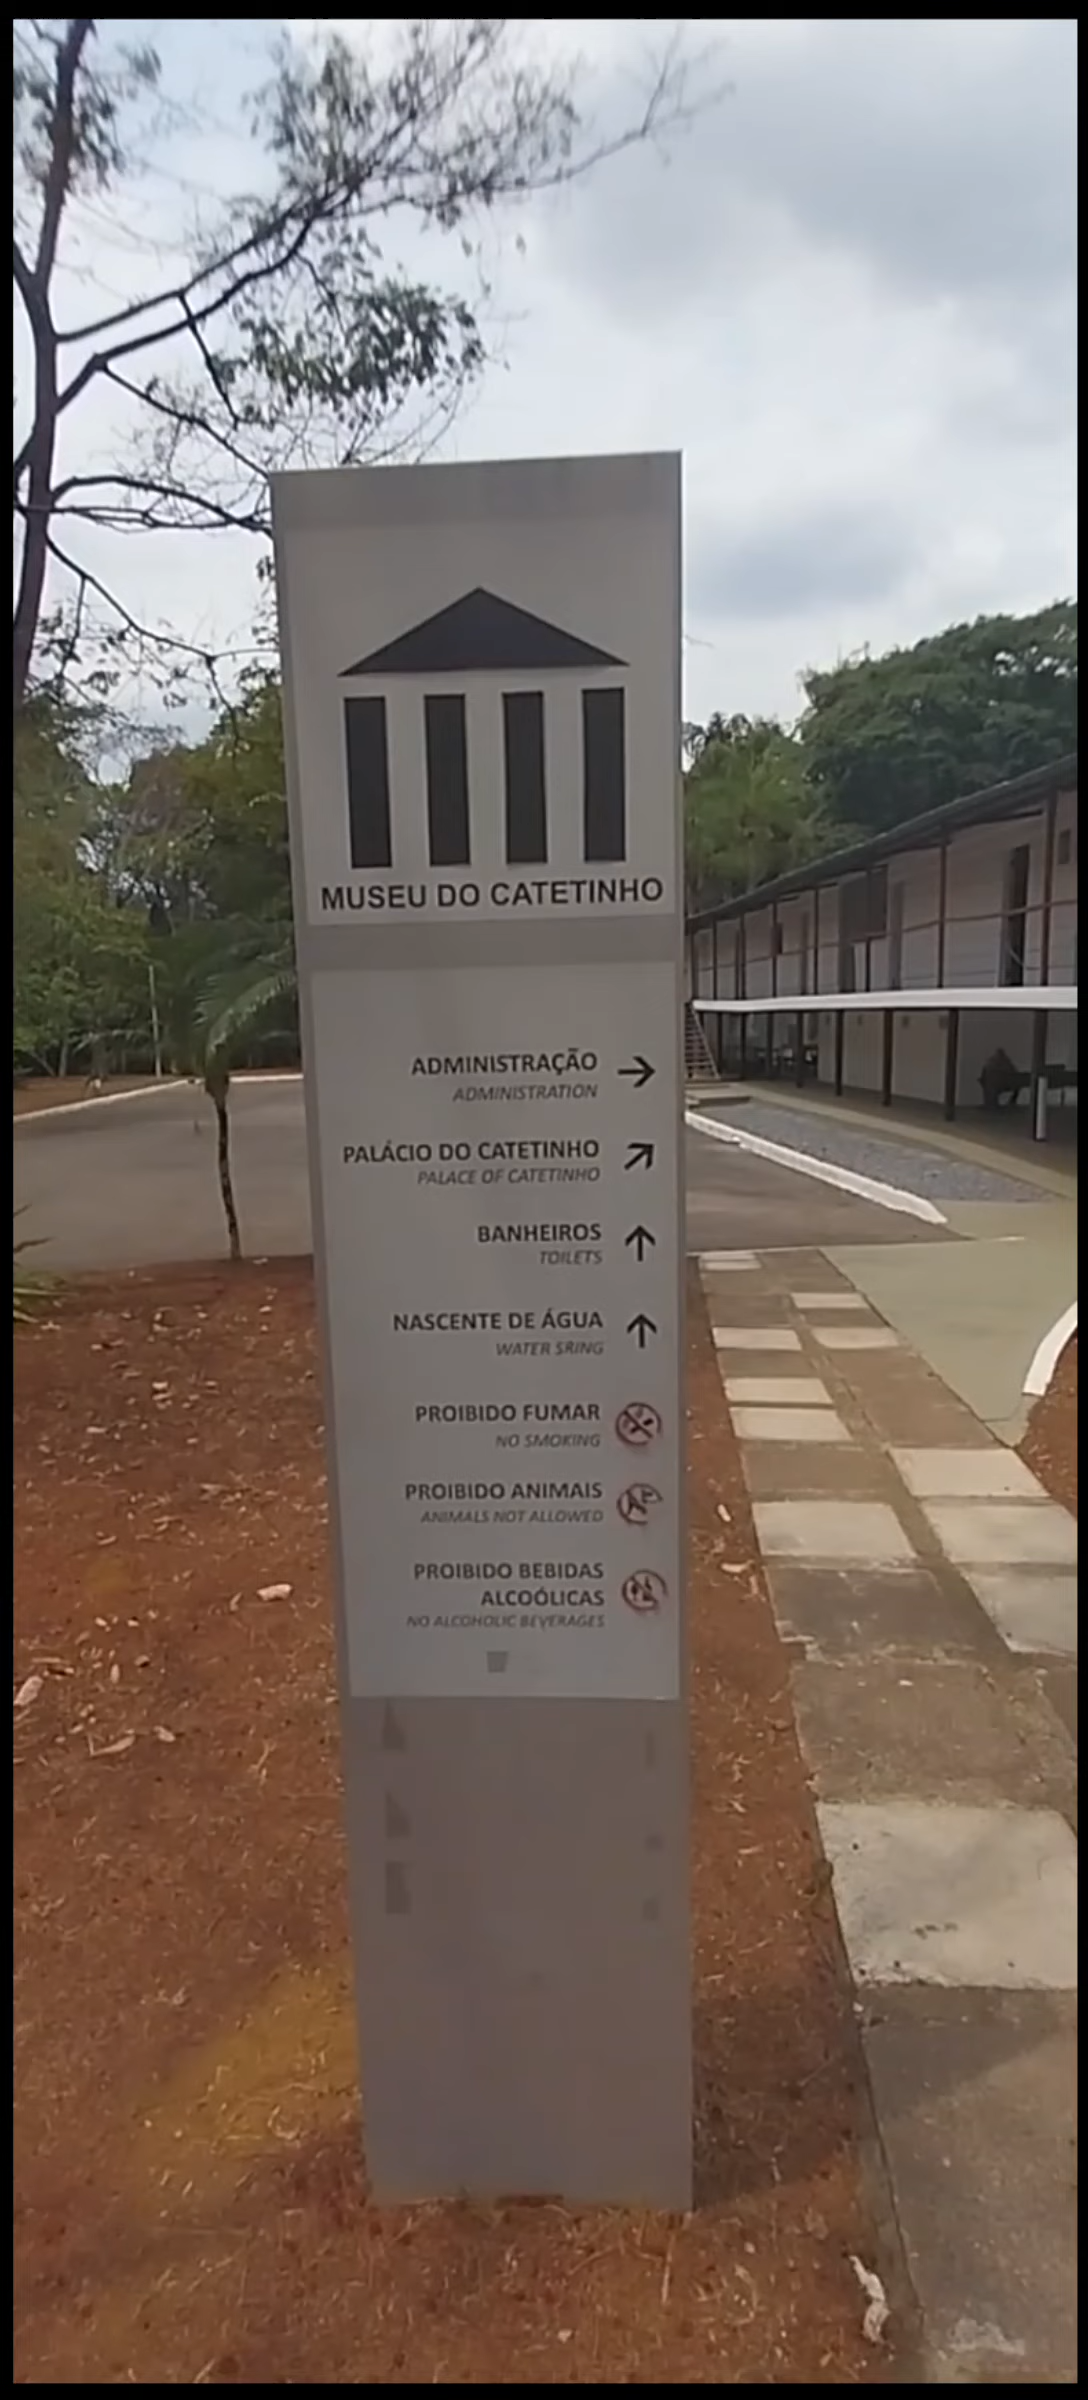 MUSEU DO CATETINHO
ADMINISTRAÇÃO
ADMINISTRATION
PALÁCIO DO CATETINHO
PALACE OF CATETINHO
BANHEIROS
TOILETS
NASCENTE DE ÁGUA
WATER SRING
PROIBIDO FUMAR
NO SMOKING
PROIBIDO ANIMAIS
ANIMALS NOT ALLOWED
PROIBIDO BEBIDAS
ALCOÓLICAS
NO ALCOHOLIC BEVERAGES